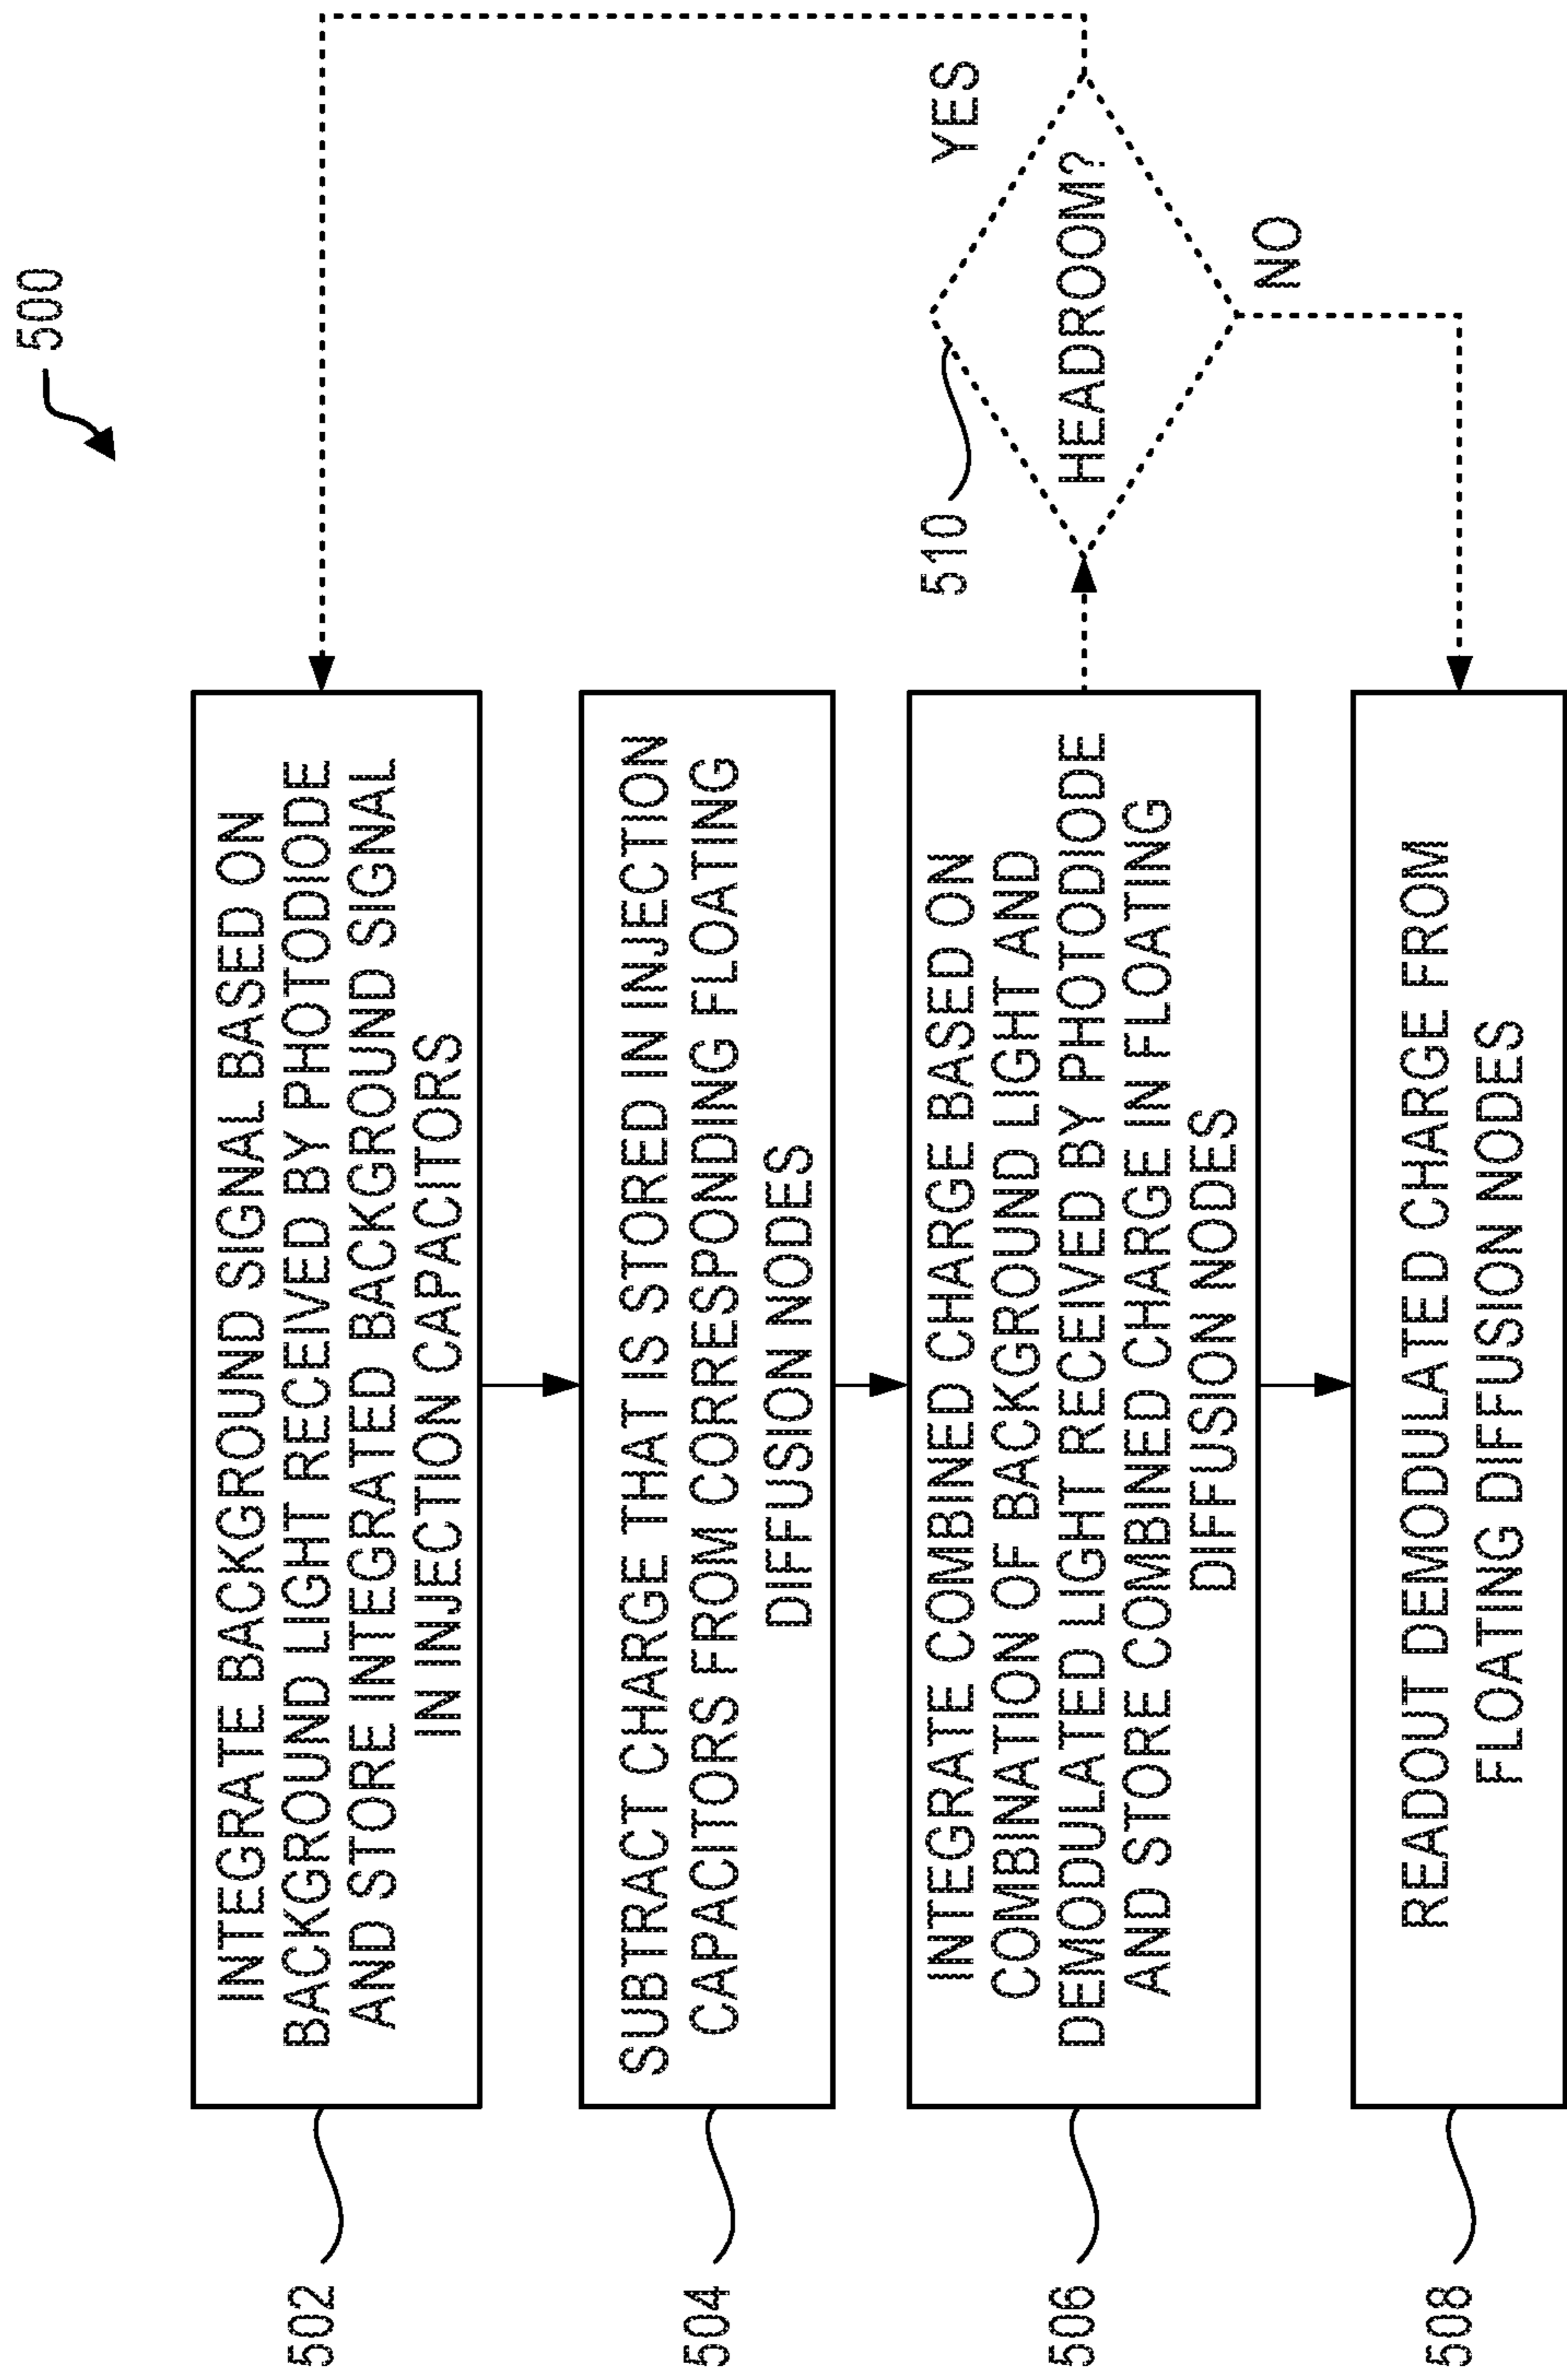 500
502
INTEGRATE BACKGROUND SIGNAL BASED ON
BACKGROUND LIGHT RECEIVED BY PHOTODIODE
AND STORE INTEGRATED BACKGROUND SIGNAL
IN INJECTION CAPACITORS
504
SUBTRACT CHARGE THAT IS STORED IN INJECTION
CAPACITORS FROM CORRESPONDING FLOATING
DIFFUSION NODES
506
INTEGRATE COMBINED CHARGE BASED ON
COMBINATION OF BACKGROUND LIGHT AND
DEMODULATED LIGHT RECEIVED BY PHOTODIODE
AND STORE COMBINED CHARGE IN FLOATING
DIFFUSION NODES
510
HEADROOM?
YES
NO
508
READOUT DEMODULATED CHARGE FROM
FLOATING DIFFUSION NODES